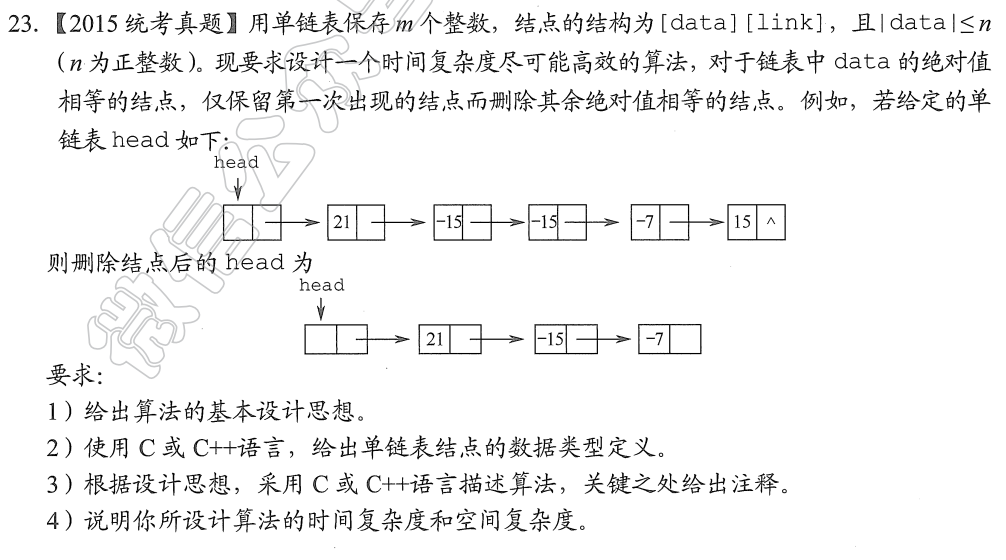 23. 【2015 统考真题】用单链表保存 m 个整数，结点的结构为[data][link]，且|data|≤n
（n 为正整数）。现要求设计一个时间复杂度尽可能高效的算法，对于链表中 data 的绝对值
相等的结点，仅保留第一次出现的结点而删除其余绝对值相等的结点。例如，若给定的单
链表 head 如下：
head
21 -15 -15 -7 15 ^
则删除结点后的 head 为
head
21 -15 -7
要求：
1）给出算法的基本设计思想。
2）使用 C 或 C++语言，给出单链表结点的数据类型定义。
3）根据设计思想，采用 C 或 C++语言描述算法，关键之处给出注释。
4）说明你所设计算法的时间复杂度和空间复杂度。